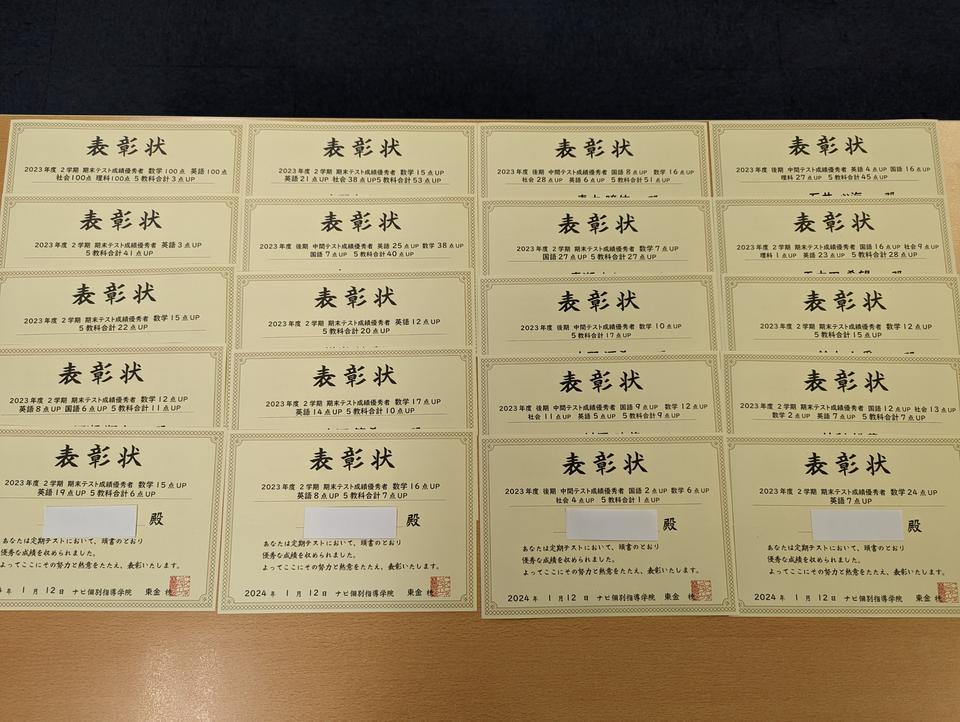 表彰状
2023年度 2学期 期末テスト成績優秀者 数学100点 英語100点
社会100点 理科100点 5教科合計3点UP
表彰状
2023年度 2学期 期末テスト成績優秀者 数学15点UP
英語21点UP 社会38点UP5教科合計53点UP
表彰状
2023年度 後期 中間テスト成績優秀者 国語8点UP 数学16点UP
社会28点UP 英語6点UP 5教科合計51点UP
表彰状
2023年度 後期 中間テスト成績優秀者 英語4点UP 国語16点UP
理科27点UP 5教科合計45点UP
表彰状
2023年度 2学期 期末テスト成績優秀者 英語3点UP
5教科合計41点UP
表彰状
2023年度 後期 中間テスト成績優秀者 英語25点UP 数学38点UP
国語7点UP 5教科合計40点UP
表彰状
2023年度 2学期 期末テスト成績優秀者 数学7点UP
国語27点UP 5教科合計27点UP
表彰状
2023年度 2学期 期末テスト成績優秀者 国語16点UP 社会9点UP
理科1点UP 英語23点UP 5教科合計28点UP
表彰状
2023年度 2学期 期末テスト成績優秀者 数学15点UP
5教科合計22点UP
表彰状
2023年度 2学期 期末テスト成績優秀者 英語12点UP
5教科合計20点UP
表彰状
2023年度 後期 中間テスト成績優秀者 数学10点UP
5教科合計17点UP
表彰状
2023年度 2学期 期末テスト成績優秀者 数学12点UP
5教科合計15点UP
表彰状
2023年度 2学期 期末テスト成績優秀者 数学12点UP
英語8点UP 国語6点UP 5教科合計11点UP
表彰状
2023年度 2学期 期末テスト成績優秀者 数学17点UP
英語14点UP 5教科合計10点UP
表彰状
2023年度 後期 中間テスト成績優秀者 国語9点UP 数学12点UP
社会11点UP 英語5点UP 5教科合計9点UP
表彰状
2023年度 2学期 期末テスト成績優秀者 国語12点UP 社会13点UP
数学2点UP 英語7点UP 5教科合計7点UP
表彰状
2023年度 2学期 期末テスト成績優秀者 数学15点UP
英語19点UP 5教科合計6点UP
殿
あなたは定期テストにおいて、頭書のとおり
優秀な成績を収められました。
よってここにその努力と熱意をたたえ、表彰いたします。
年 1月12日 ナビ個別指導学院 東金校
表彰状
2023年度 2学期 期末テスト成績優秀者 数学16点UP
英語8点UP 5教科合計7点UP
殿
あなたは定期テストにおいて、頭書のとおり
優秀な成績を収められました。
よってここにその努力と熱意をたたえ、表彰いたします。
2024年 1月12日 ナビ個別指導学院 東金校
表彰状
2023年度 後期 中間テスト成績優秀者 国語2点UP 数学6点UP
社会4点UP 5教科合計1点UP
殿
あなたは定期テストにおいて、頭書のとおり
優秀な成績を収められました。
よってここにその努力と熱意をたたえ、表彰いたします。
2024年 1月12日 ナビ個別指導学院 東金校
表彰状
2023年度 2学期 期末テスト成績優秀者 数学24点UP
英語7点UP
殿
あなたは定期テストにおいて、頭書のとおり
優秀な成績を収められました。
よってここにその努力と熱意をたたえ、表彰いたします。
2024年 1月12日 ナビ個別指導学院 東金校